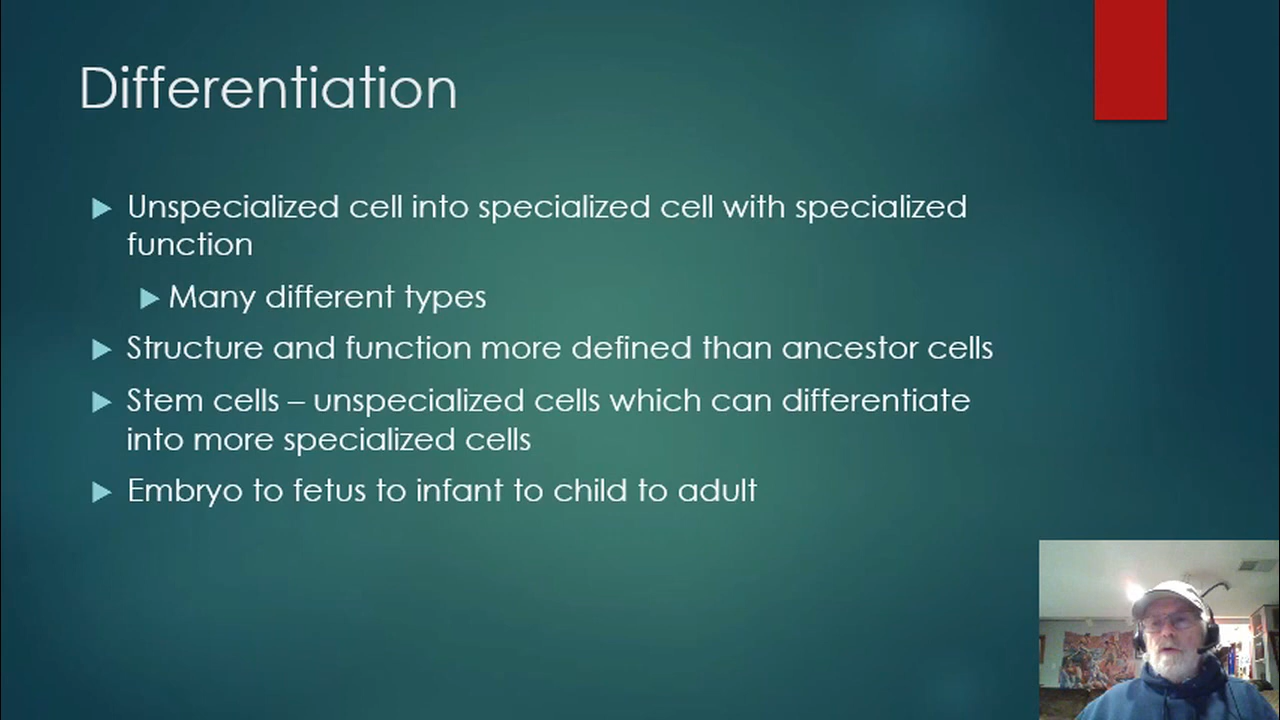 Differentiation
Unspecialized cell into specialized cell with specialized
function
Many different types
Structure and function more defined than ancestor cells
Stem cells – unspecialized cells which can differentiate
into more specialized cells
Embryo to fetus to infant to child to adult